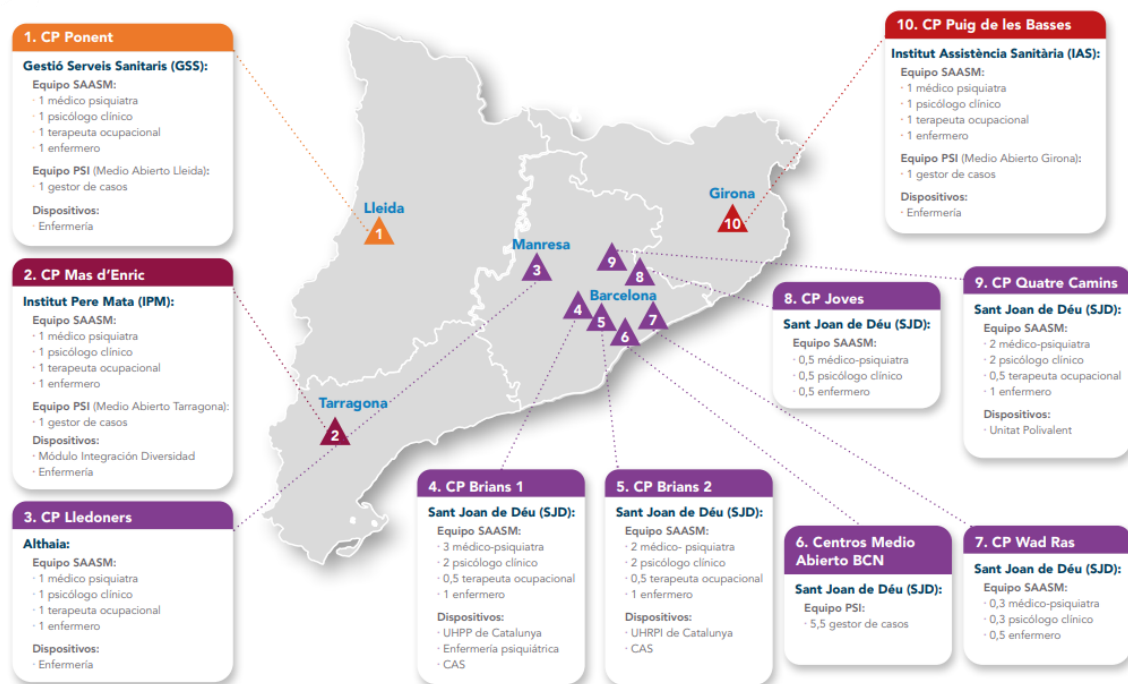 1. CP Ponent
Gestió Serveis Sanitaris (GSS):
Equipo SAASM:
· 1 médico psiquiatra
· 1 psicólogo clínico
· 1 terapeuta ocupacional
· 1 enfermero
Equipo PSI (Medio Abierto Lleida):
· 1 gestor de casos
Dispositivos:
· Enfermería
2. CP Mas d’Enric
Institut Pere Mata (IPM):
Equipo SAASM:
· 1 médico psiquiatra
· 1 psicólogo clínico
· 1 terapeuta ocupacional
· 1 enfermero
Equipo PSI (Medio Abierto Tarragona):
· 1 gestor de casos
Dispositivos:
· Módulo Integración Diversidad
· Enfermería
3. CP Lledoners
Althaia:
Equipo SAASM:
· 1 médico psiquiatra
· 1 psicólogo clínico
· 1 terapeuta ocupacional
· 1 enfermero
Dispositivos:
· Enfermería
Lleida
1
Manresa
3
Girona
10
9
8
Barcelona
4
5
6
7
Tarragona
2
4. CP Brians 1
Sant Joan de Déu (SJD):
Equipo SAASM:
· 3 médico-psiquiatra
· 2 psicólogo clínico
· 0,5 terapeuta ocupacional
· 1 enfermero
Dispositivos:
· UHPP de Catalunya
· Enfermería psiquiátrica
· CAS
5. CP Brians 2
Sant Joan de Déu (SJD):
Equipo SAASM:
· 2 médico- psiquiatra
· 2 psicólogo clínico
· 0,5 terapeuta ocupacional
· 1 enfermero
Dispositivos:
· UHRPI de Catalunya
· CAS
6. Centros Medio
Abierto BCN
Sant Joan de Déu (SJD):
Equipo PSI:
· 5,5 gestor de casos
7. CP Wad Ras
Sant Joan de Déu (SJD):
Equipo SAASM:
· 0,3 médico-psiquiatra
· 0,3 psicólogo clínico
· 0,5 enfermero
8. CP Joves
Sant Joan de Déu (SJD):
Equipo SAASM:
· 0,5 médico-psiquiatra
· 0,5 psicólogo clínico
· 0,5 enfermero
9. CP Quatre Camins
Sant Joan de Déu (SJD):
Equipo SAASM:
· 2 médico-psiquiatra
· 2 psicólogo clínico
· 0,5 terapeuta ocupacional
· 1 enfermero
Dispositivos:
· Unitat Polivalent
10. CP Puig de les Basses
Institut Assistència Sanitària (IAS):
Equipo SAASM:
· 1 médico psiquiatra
· 1 psicólogo clínico
· 1 terapeuta ocupacional
· 1 enfermero
Equipo PSI (Medio Abierto Girona):
· 1 gestor de casos
Dispositivos:
· Enfermería